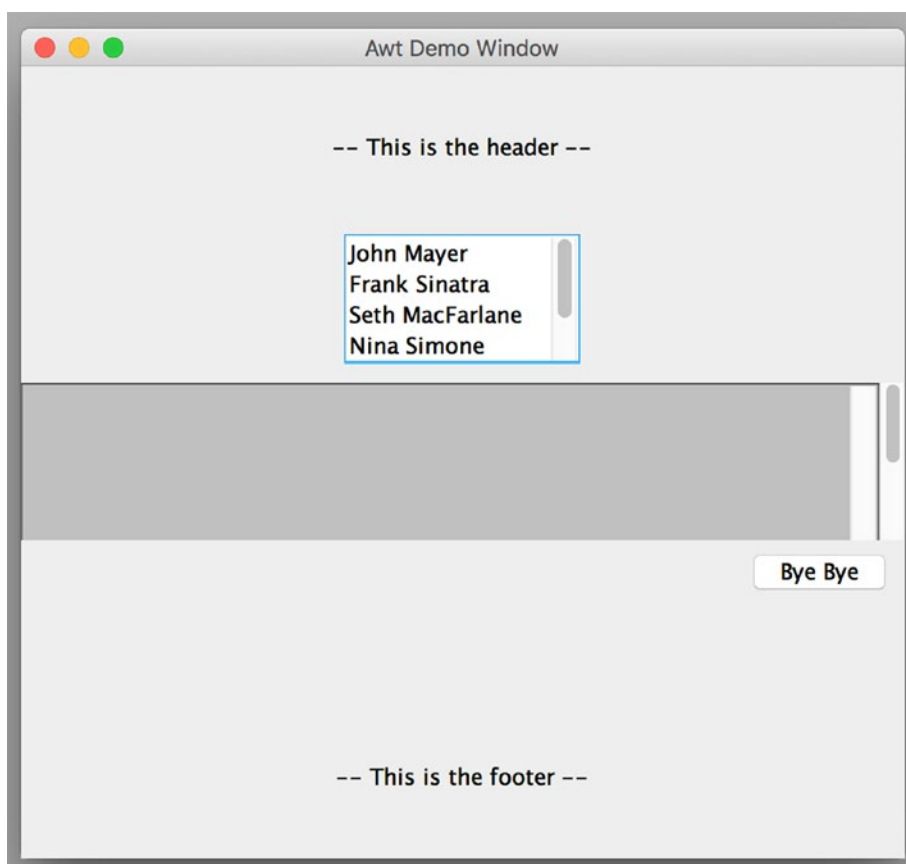 Awt Demo Window
-- This is the header --
John Mayer
Frank Sinatra
Seth MacFarlane
Nina Simone
Bye Bye
-- This is the footer --